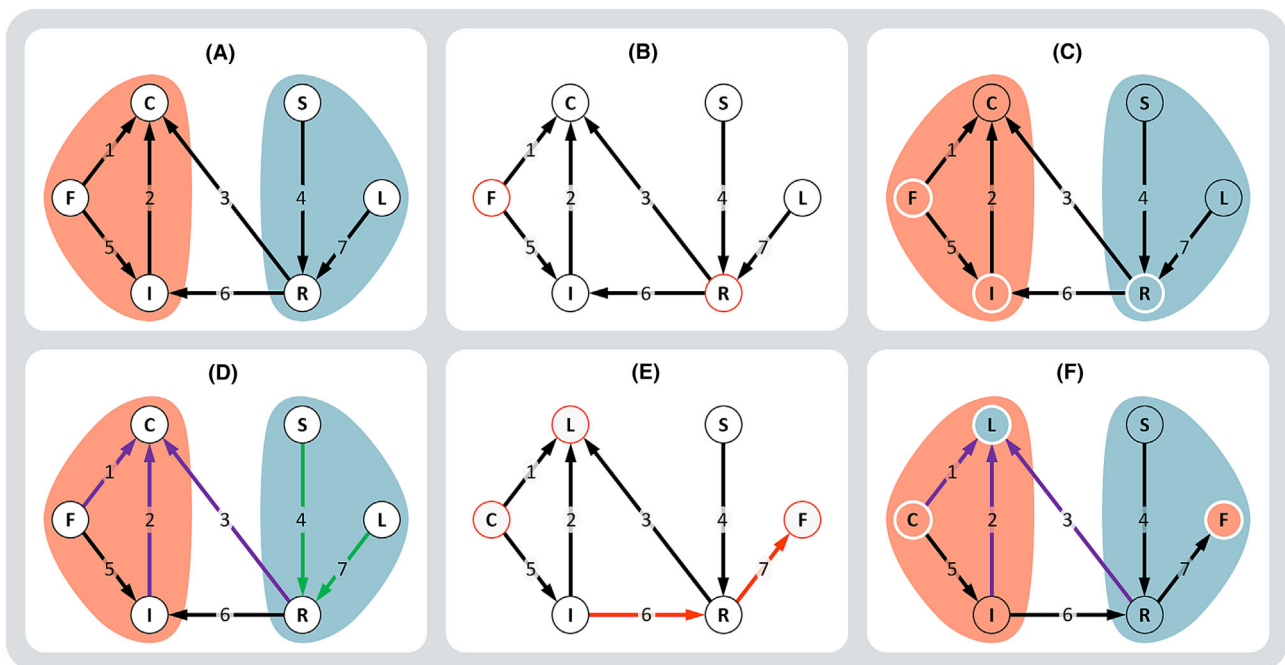 (A) (B) (C)
C S C S C S
1 1 1
F 2 3 4 L F 2 3 4 L F 2 3 4 L
5 7 5 7 5 7
I 6 R I 6 R I 6 R
(D) (E) (F)
C S L S L S
1 1 1
F 2 3 4 L C 2 3 4 F C 2 3 4 F
5 7 5 7 5 7
I 6 R I 6 R I 6 R